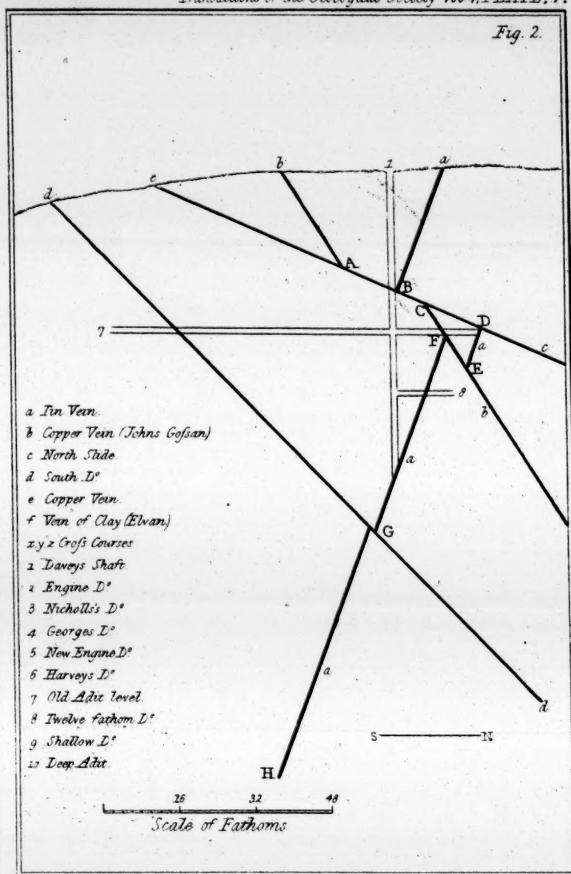 Transactions of the Geological Society Vol 4, PLATE, 7.
Fig. 2.
d
e
b
1
a
A
B
C
D
7
F
a
c
E
b
8
a
a Tin Vein.
b Copper Vein (Johns Goſsan)
c North Slide
d South Dº
e Copper Vein.
f Vein of Clay (Elvan)
x.y.z Croſs Courses
1 Daveys Shaft
2 Engine Dº
3 Nicholls's Dº
4 Georges Dº
5 New Engine Dº
6 Harveys Dº
7 Old Adit level.
8 Twelve fathom Dº
9 Shallow Dº
10 Deep Adit.
G
a
d
S N
H
16 32 48
Scale of Fathoms